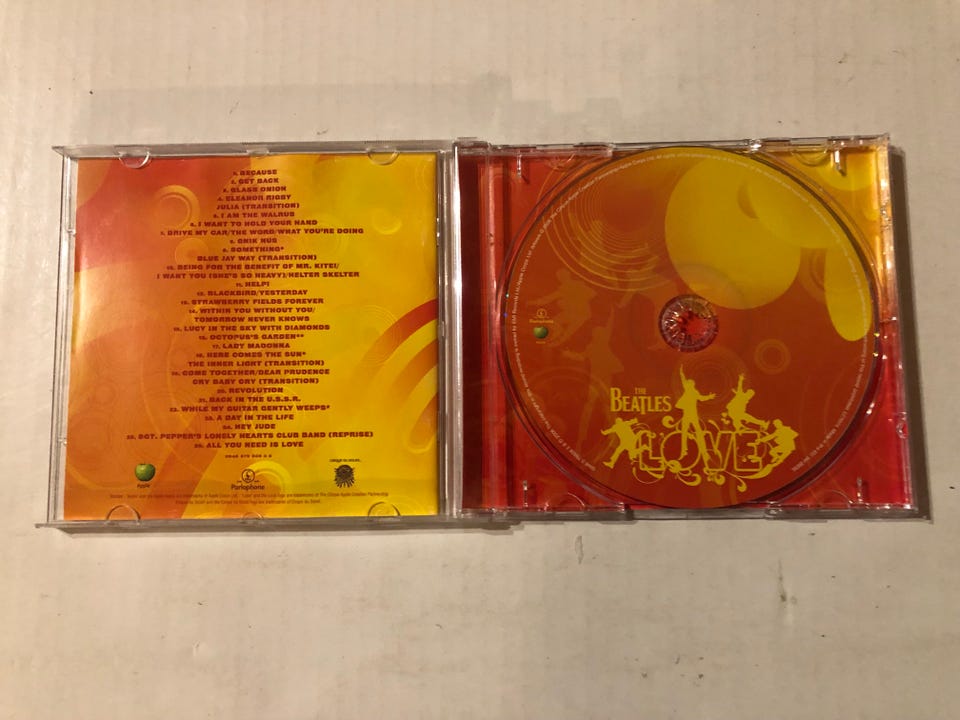 1. BECAUSE
2. GET BACK
3. GLASS ONION
4. ELEANOR RIGBY
JULIA (TRANSITION)
5. I AM THE WALRUS
6. I WANT TO HOLD YOUR HAND
7. DRIVE MY CAR/THE WORD/WHAT YOU'RE DOING
8. GNIK NUS
9. SOMETHING*
BLUE JAY WAY (TRANSITION)
10. BEING FOR THE BENEFIT OF MR. KITE!/
I WANT YOU (SHE'S SO HEAVY)/HELTER SKELTER
11. HELP!
12. BLACKBIRD/YESTERDAY
13. STRAWBERRY FIELDS FOREVER
14. WITHIN YOU WITHOUT YOU/
TOMORROW NEVER KNOWS
15. LUCY IN THE SKY WITH DIAMONDS
16. OCTOPUS'S GARDEN**
17. LADY MADONNA
18. HERE COMES THE SUN*
THE INNER LIGHT (TRANSITION)
19. COME TOGETHER/DEAR PRUDENCE
CRY BABY CRY (TRANSITION)
20. REVOLUTION
21. BACK IN THE U.S.S.R.
22. WHILE MY GUITAR GENTLY WEEPS*
23. A DAY IN THE LIFE
24. HEY JUDE
25. SGT. PEPPER'S LONELY HEARTS CLUB BAND (REPRISE)
26. ALL YOU NEED IS LOVE
Apple
Parlophone
CIRQUE DU SOLEIL
Parlophone
THE
BEATLES
LOVE